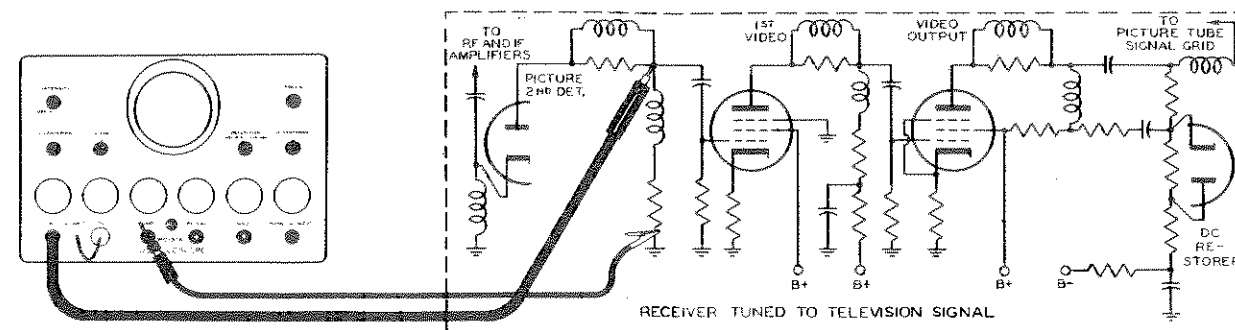 TO
RF AND IF
AMPLIFIERS
PICTURE
2ND DET.
1ST
VIDEO
VIDEO
OUTPUT
TO
PICTURE TUBE
SIGNAL GRID
DC
RE-
STORER
B+
B+
B+
B-
RECEIVER TUNED TO TELEVISION SIGNAL